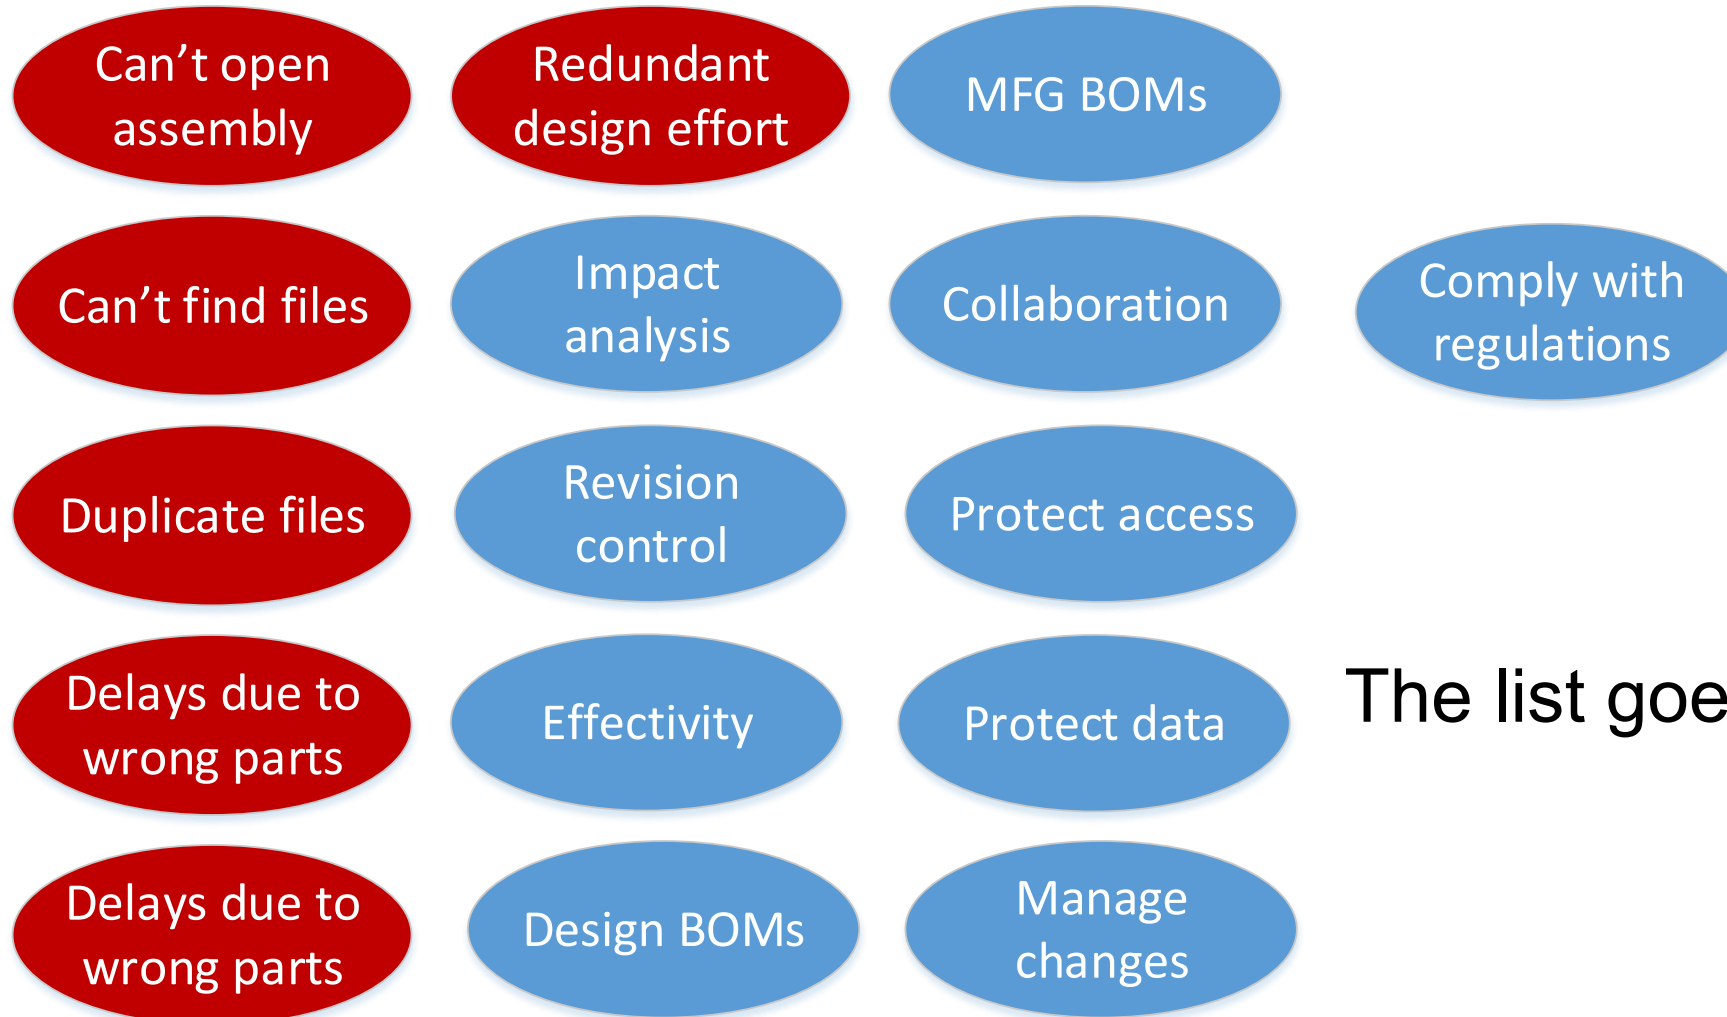 Can’t open
assembly
Redundant
design effort
MFG BOMs
Can’t find files
Impact
analysis
Collaboration
Comply with
regulations
Duplicate files
Revision
control
Protect access
Delays due to
wrong parts
Effectivity
Protect data
The list goe
Delays due to
wrong parts
Design BOMs
Manage
changes